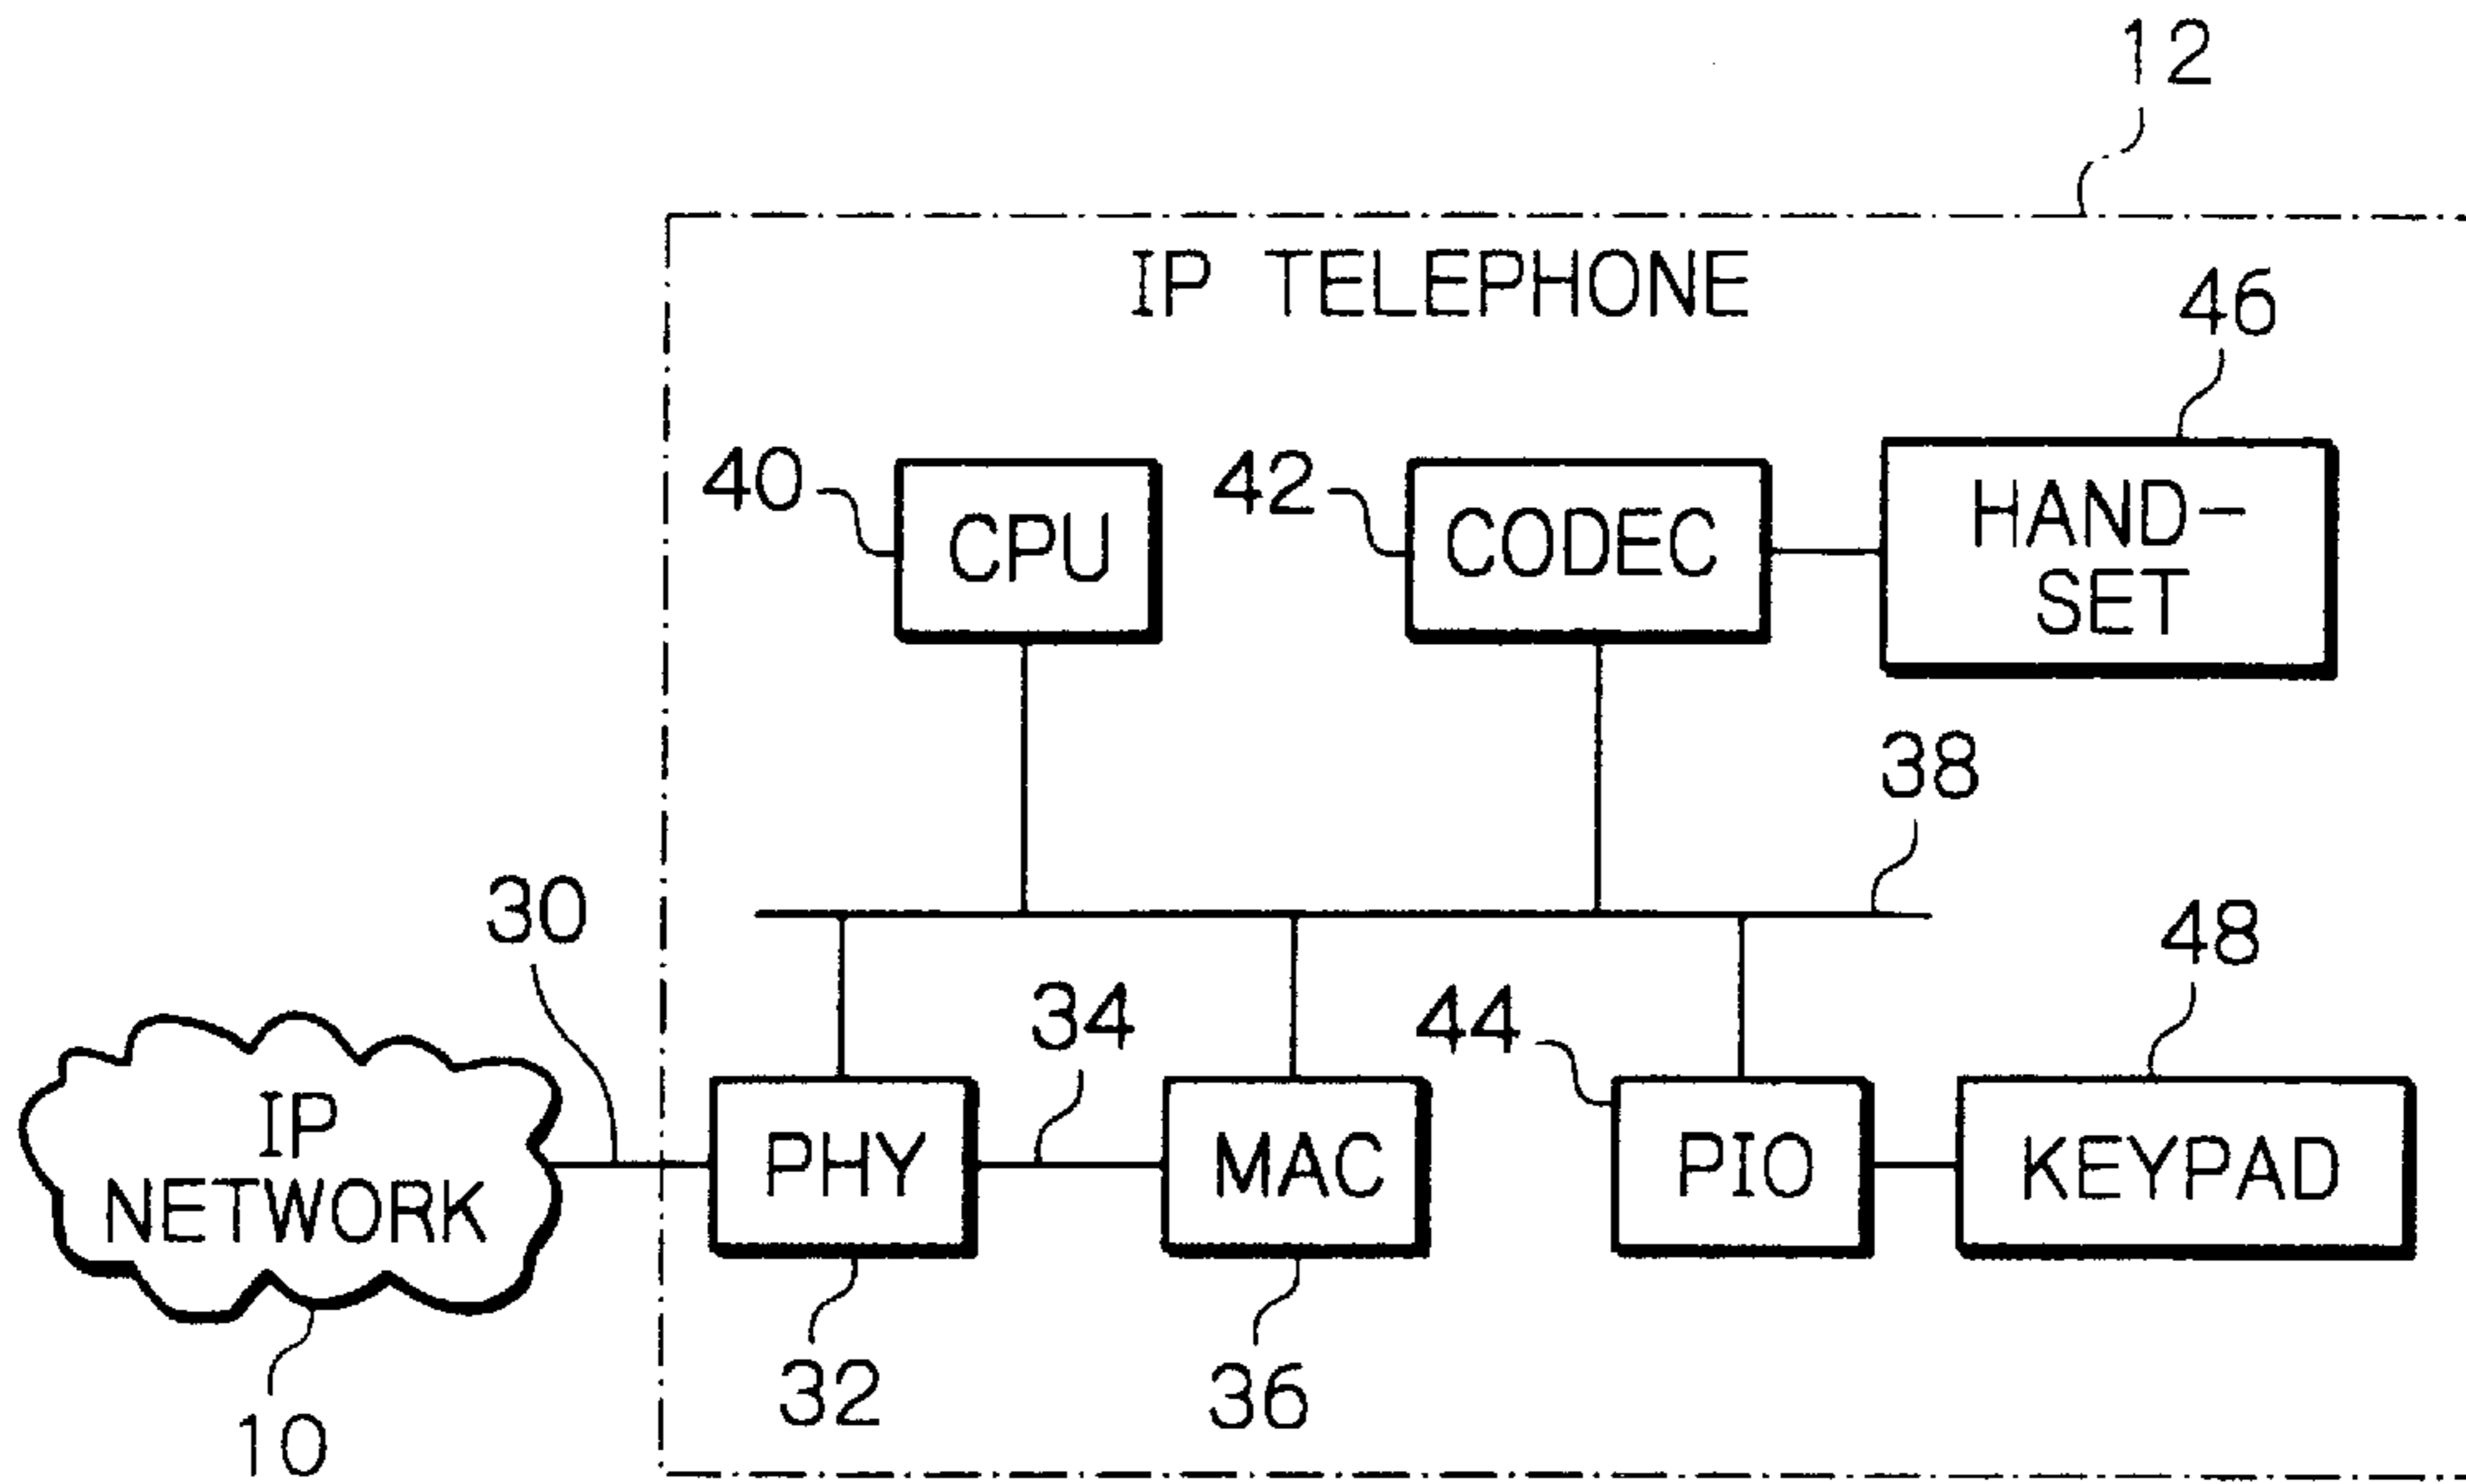 12
IP TELEPHONE
46
40
CPU
42
CODEC
HAND-
SET
38
30
48
34
44
IP
NETWORK
PHY
MAC
PIO
KEYPAD
32
36
10